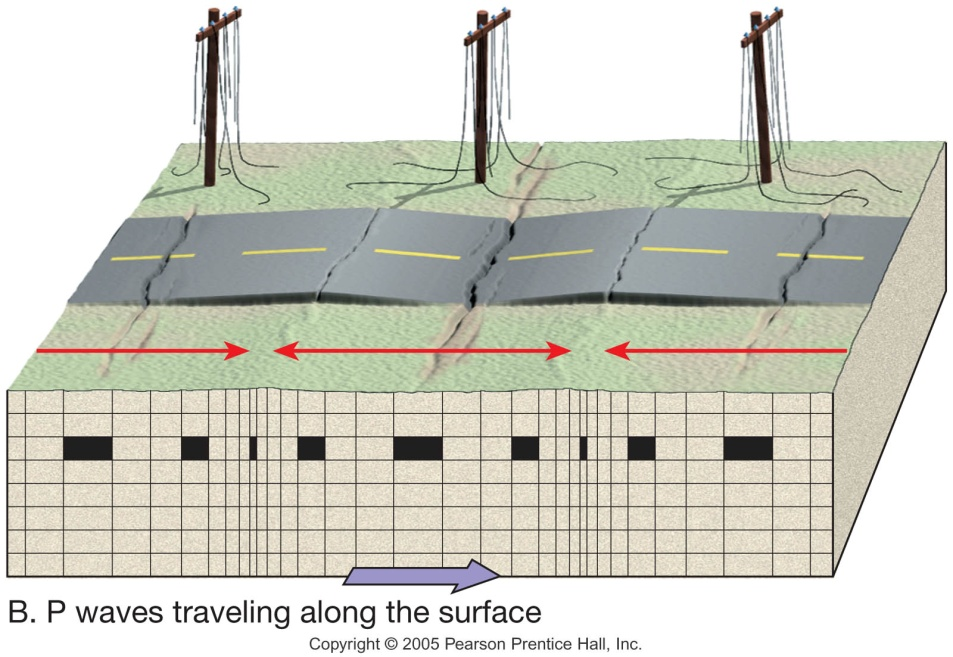 B. P waves traveling along the surface
Copyright © 2005 Pearson Prentice Hall, Inc.